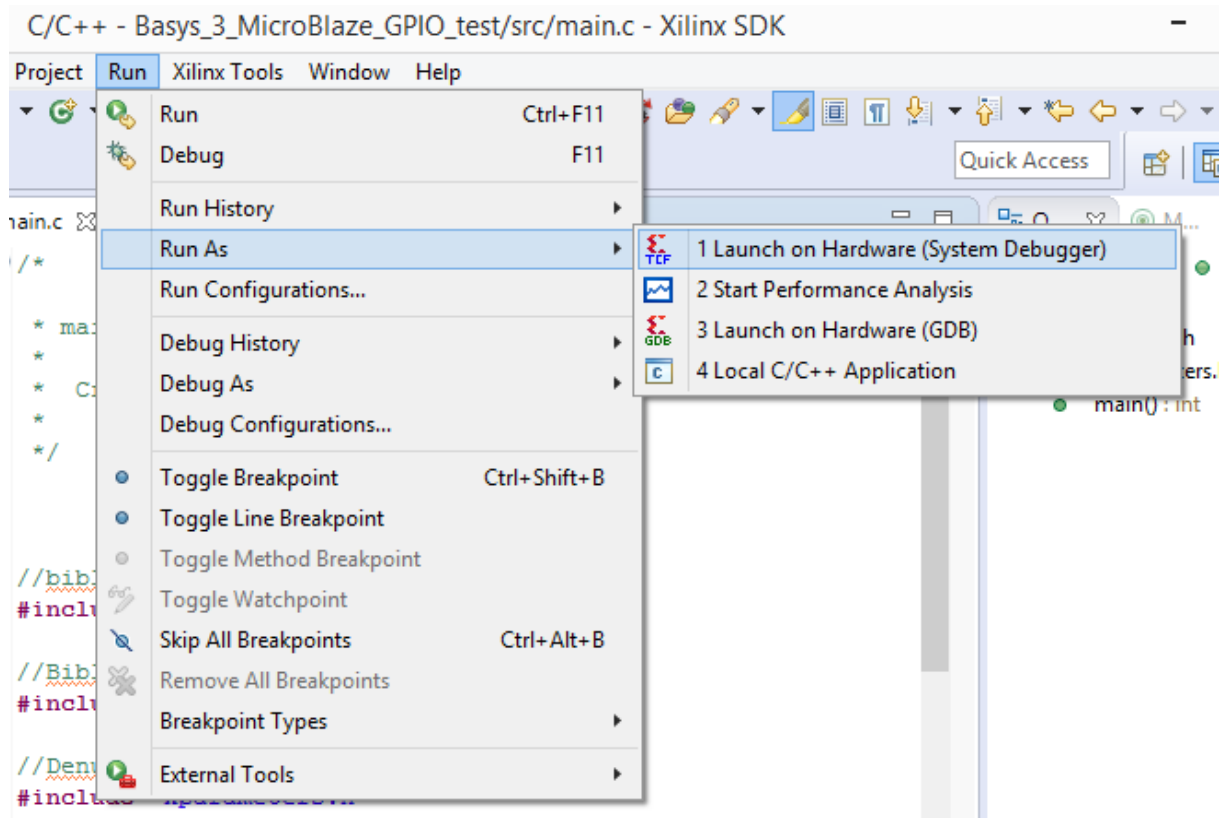 C/C++ - Basys_3_MicroBlaze_GPIO_test/src/main.c - Xilinx SDK
Project Run Xilinx Tools Window Help
Quick Access
Run Ctrl+F11
Debug F11
Run History
Run As
Run Configurations...
Debug History
Debug As
Debug Configurations...
Toggle Breakpoint Ctrl+Shift+B
Toggle Line Breakpoint
Toggle Method Breakpoint
Toggle Watchpoint
Skip All Breakpoints Ctrl+Alt+B
Remove All Breakpoints
Breakpoint Types
External Tools
TCF 1 Launch on Hardware (System Debugger)
2 Start Performance Analysis
GDB 3 Launch on Hardware (GDB)
C 4 Local C/C++ Application
main() : int
/*
*
*
*
*/